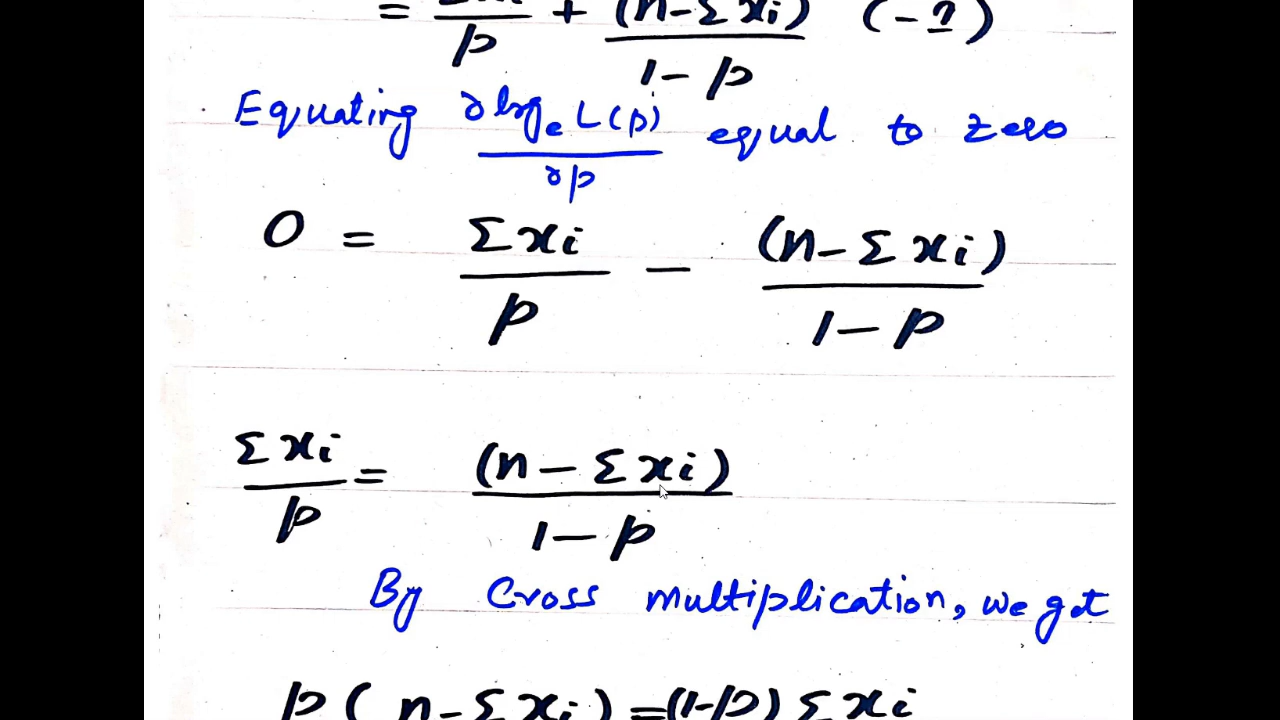 = Σxi/p + (n-Σxi)/1-p (-1)
Equating ∂logₑL(p)/∂p equal to zero
0 = Σxi/p - (n-Σxi)/1-p
Σxi/p = (n-Σxi)/1-p
By Cross multiplication, we get
p(n-Σxi)=(1-p)Σxi